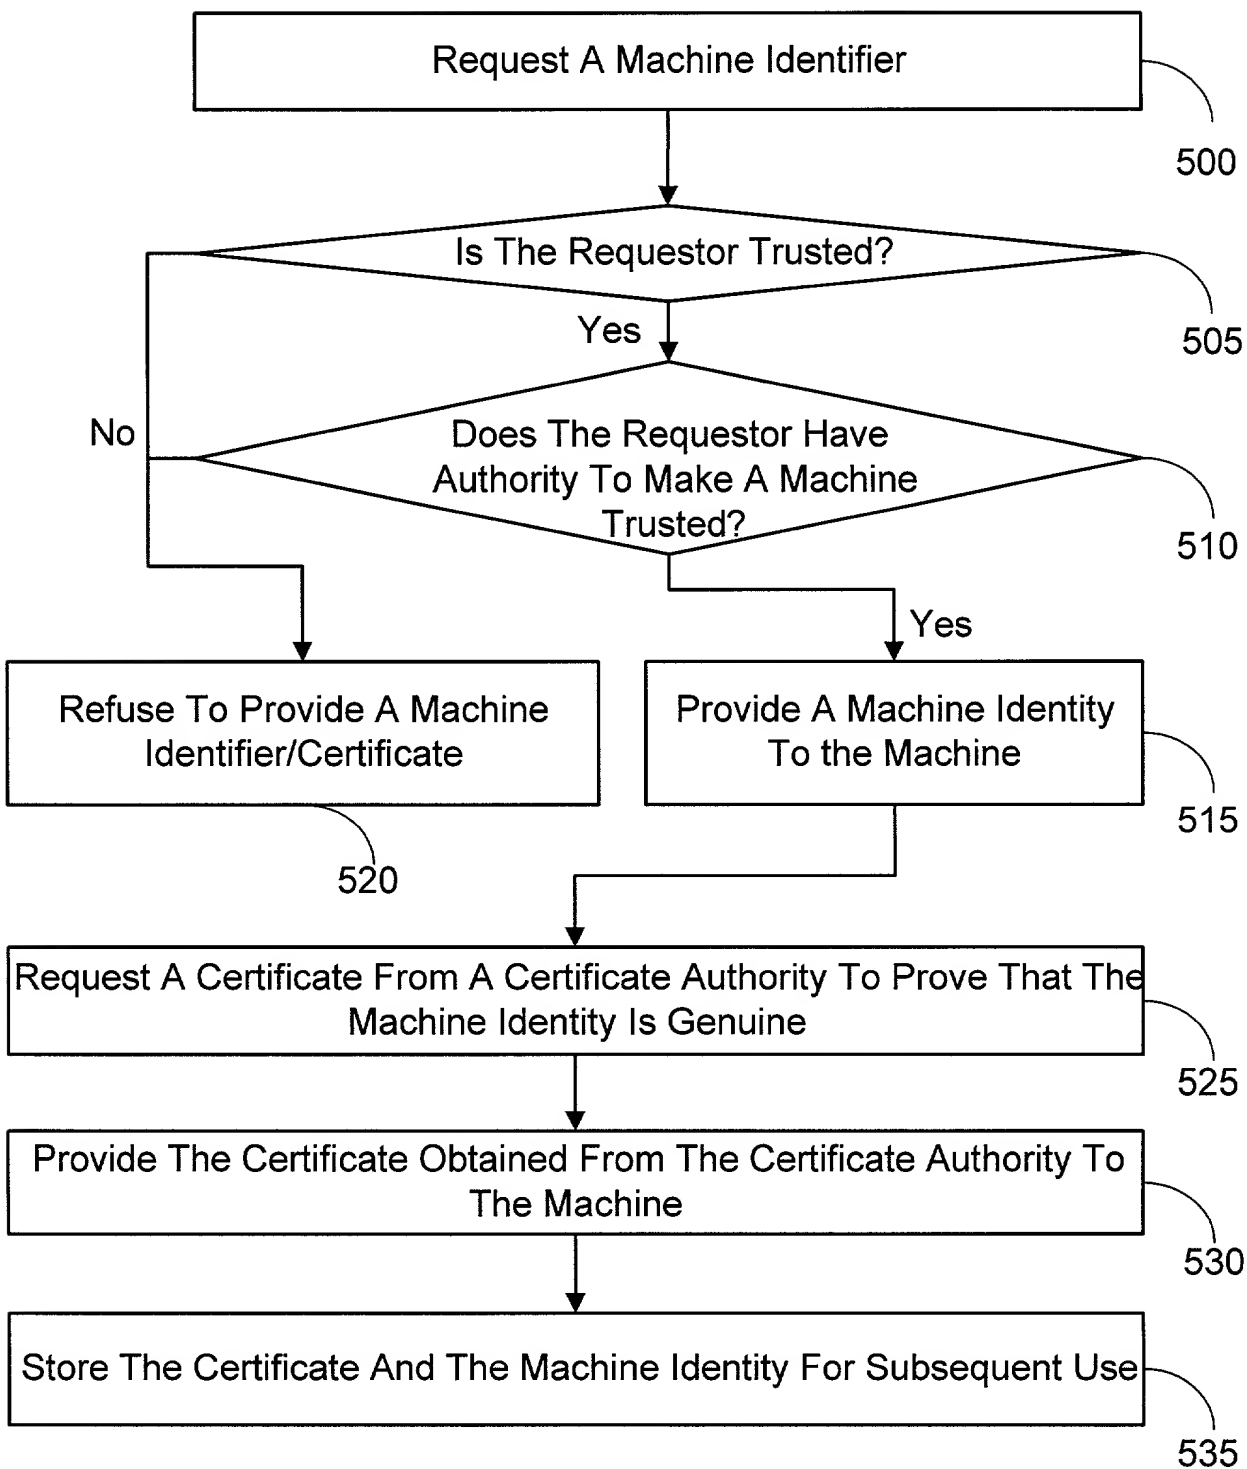 Request A Machine Identifier
500
Is The Requestor Trusted?
505
Yes
No
Does The Requestor Have
Authority To Make A Machine
Trusted?
510
Yes
Refuse To Provide A Machine
Identifier/Certificate
520
Provide A Machine Identity
To the Machine
515
Request A Certificate From A Certificate Authority To Prove That The
Machine Identity Is Genuine
525
Provide The Certificate Obtained From The Certificate Authority To
The Machine
530
Store The Certificate And The Machine Identity For Subsequent Use
535